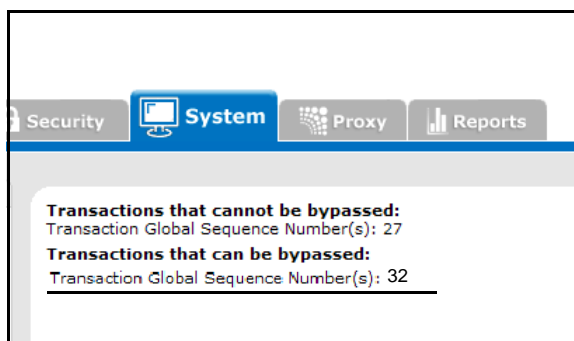 Security
System
Proxy
Reports
Transactions that cannot be bypassed:
Transaction Global Sequence Number(s): 27
Transactions that can be bypassed:
Transaction Global Sequence Number(s): 32